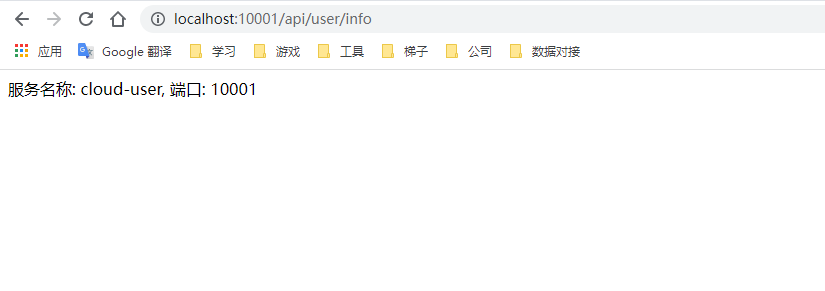 localhost:10001/api/user/info
应用 Google 翻译 学习 游戏 工具 梯子 公司 数据对接
服务名称: cloud-user, 端口: 10001